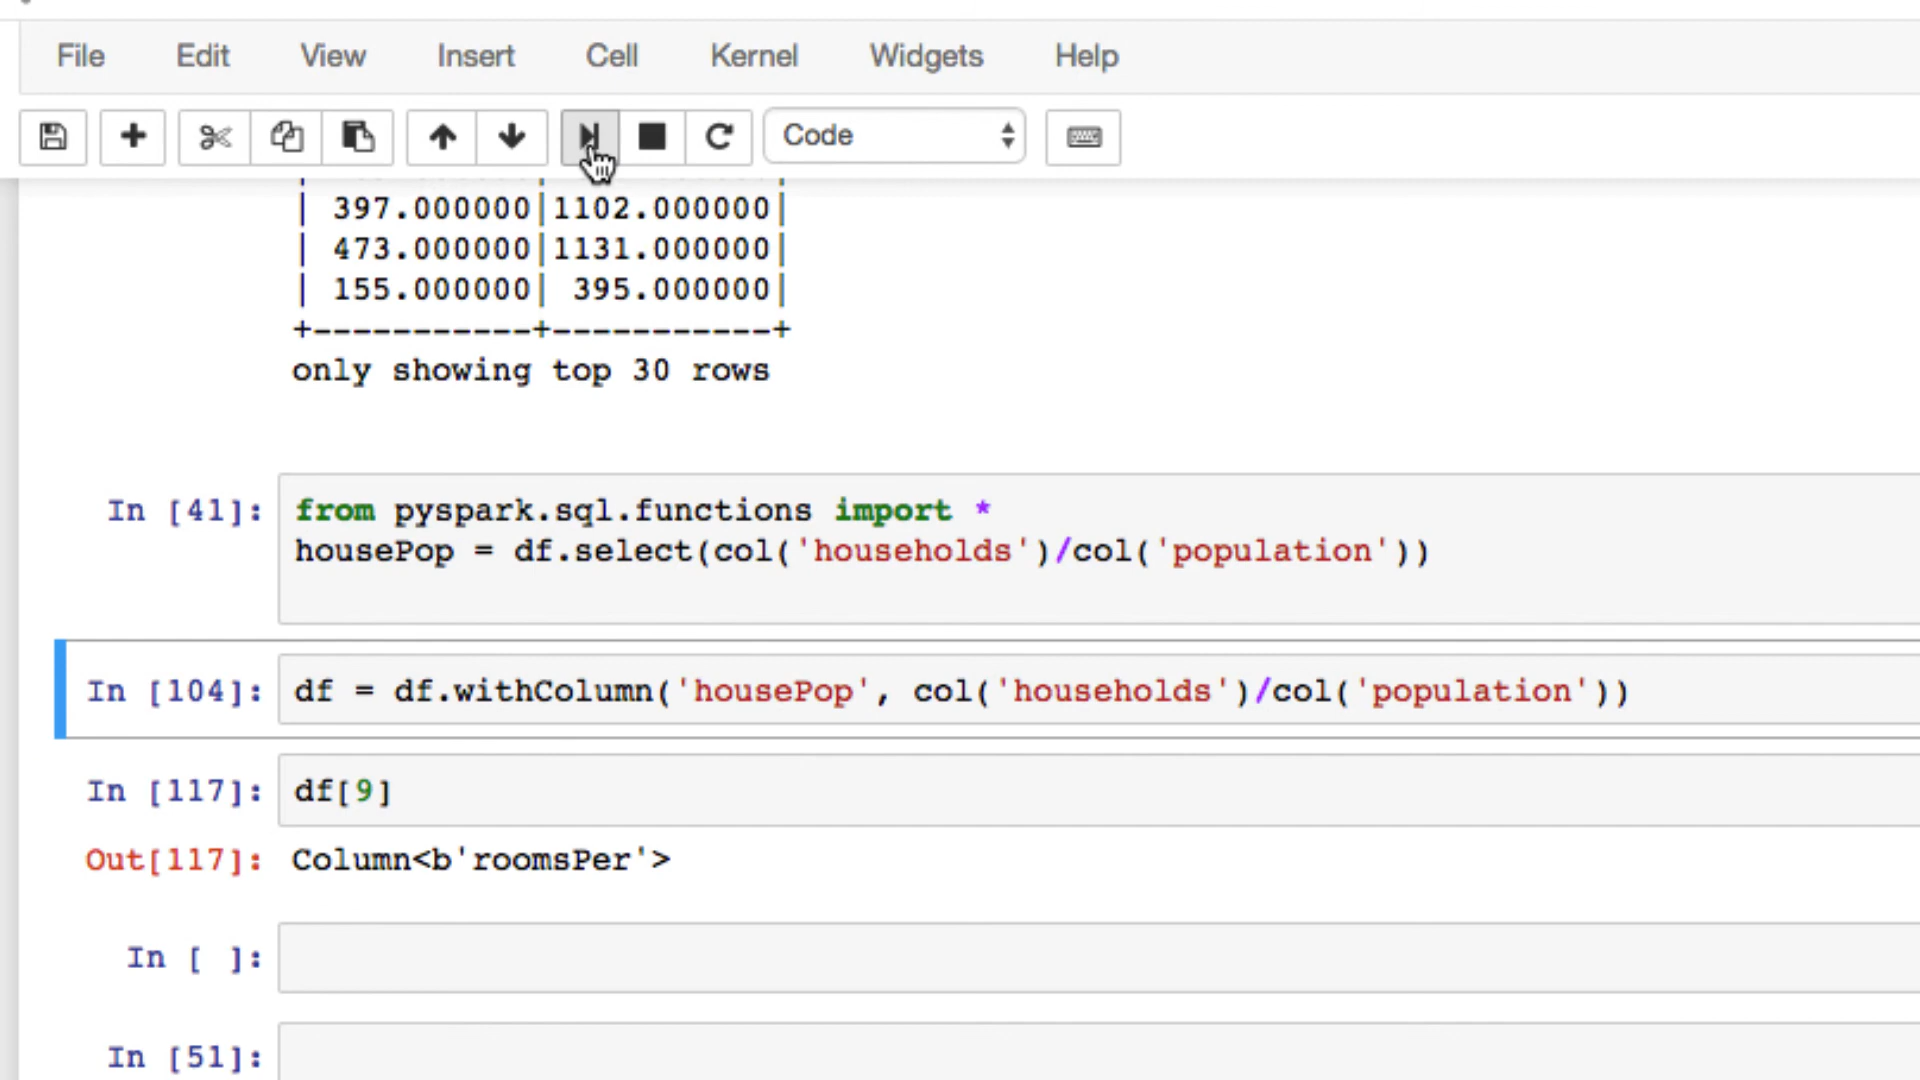 File Edit View Insert Cell Kernel Widgets Help
Code
| 397.000000|1102.000000|
| 473.000000|1131.000000|
| 155.000000| 395.000000|
+-----------+-----------+
only showing top 30 rows
In [41]: from pyspark.sql.functions import *
housePop = df.select(col('households')/col('population'))
In [104]: df = df.withColumn('housePop', col('households')/col('population'))
In [117]: df[9]
Out[117]: Column<b'roomsPer'>
In [ ]:
In [51]: